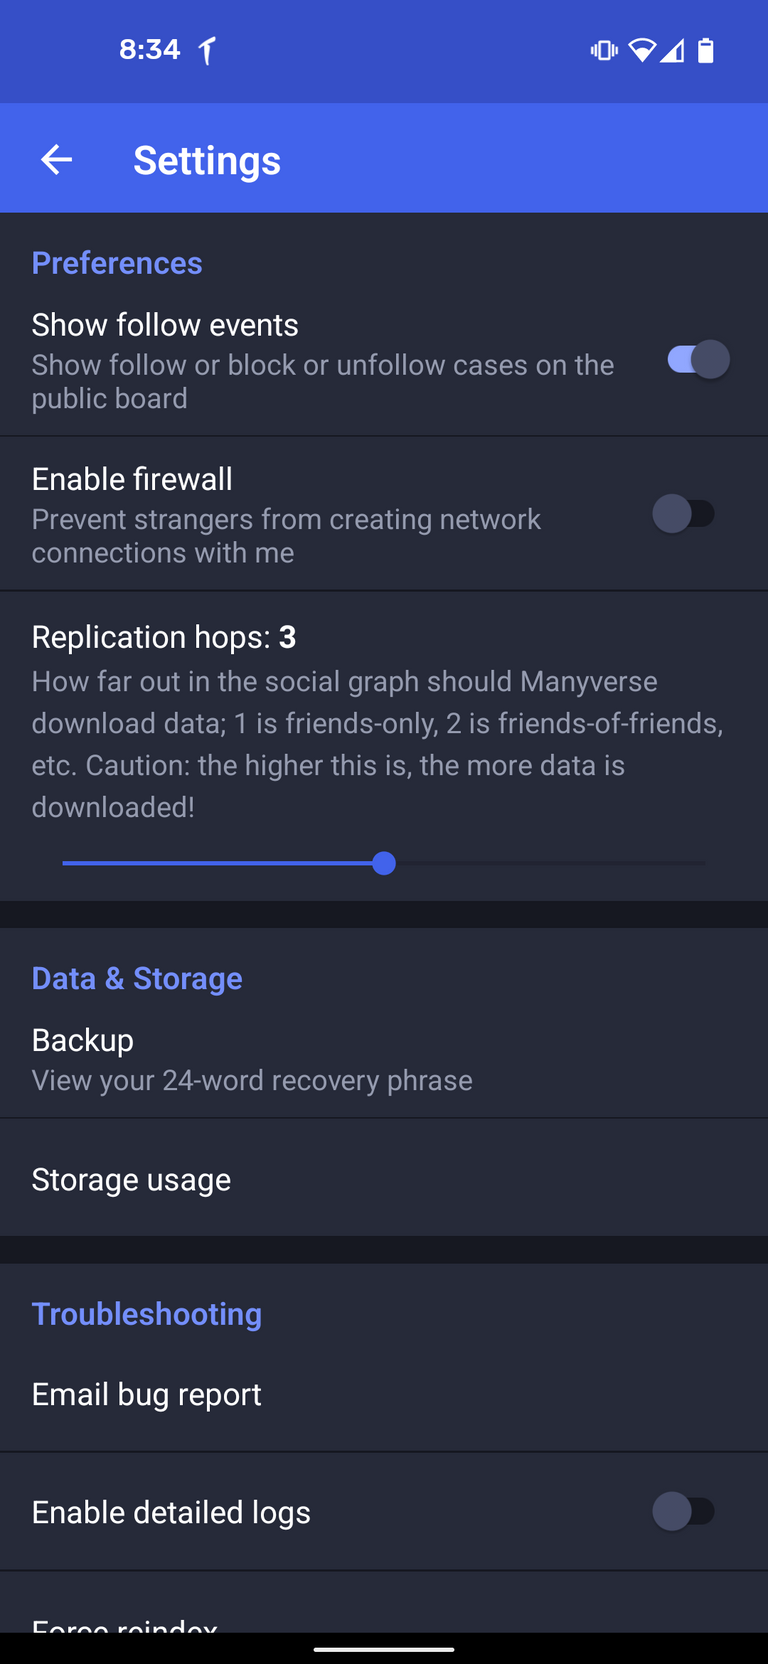 8:34
Settings
Preferences
Show follow events
Show follow or block or unfollow cases on the
public board
Enable firewall
Prevent strangers from creating network
connections with me
Replication hops: 3
How far out in the social graph should Manyverse
download data; 1 is friends-only, 2 is friends-of-friends,
etc. Caution: the higher this is, the more data is
downloaded!
Data & Storage
Backup
View your 24-word recovery phrase
Storage usage
Troubleshooting
Email bug report
Enable detailed logs
Force reindex